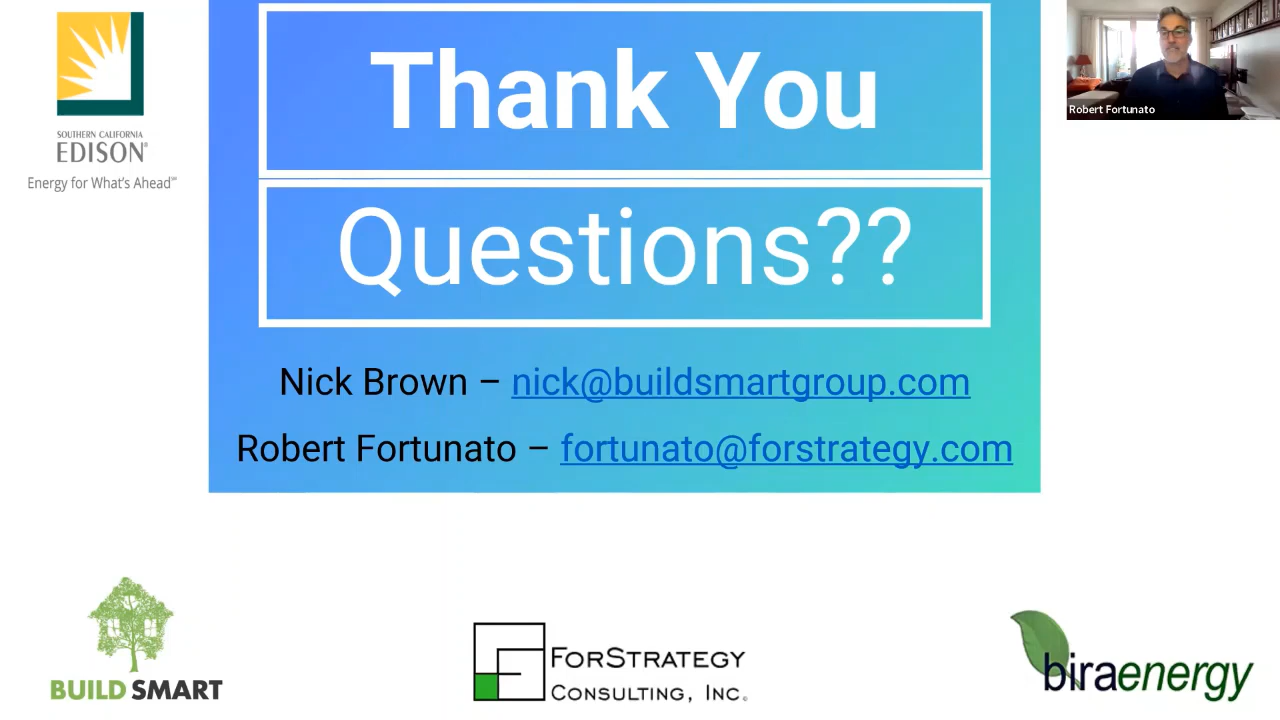 SOUTHERN CALIFORNIA
EDISON®
Energy for What's Ahead℠
Thank You
Questions??
Nick Brown – nick@buildsmartgroup.com
Robert Fortunato – fortunato@forstrategy.com
Robert Fortunato
BUILD SMART
FORSTRATEGY
CONSULTING, INC.
biraenergy